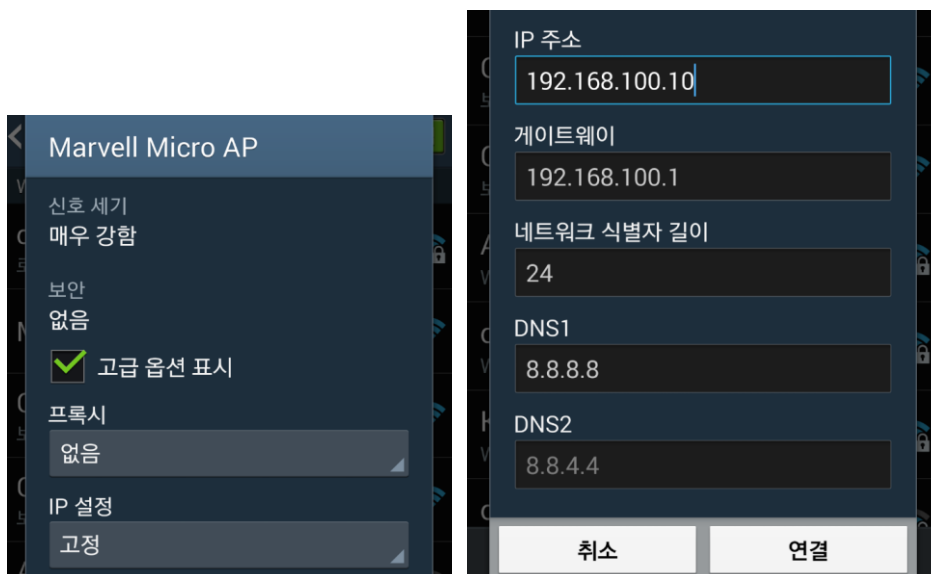 Marvell Micro AP
신호 세기
매우 강함
보안
없음
고급 옵션 표시
프록시
없음
IP 설정
고정
IP 주소
192.168.100.10
게이트웨이
192.168.100.1
네트워크 식별자 길이
24
DNS1
8.8.8.8
DNS2
8.8.4.4
취소
연결